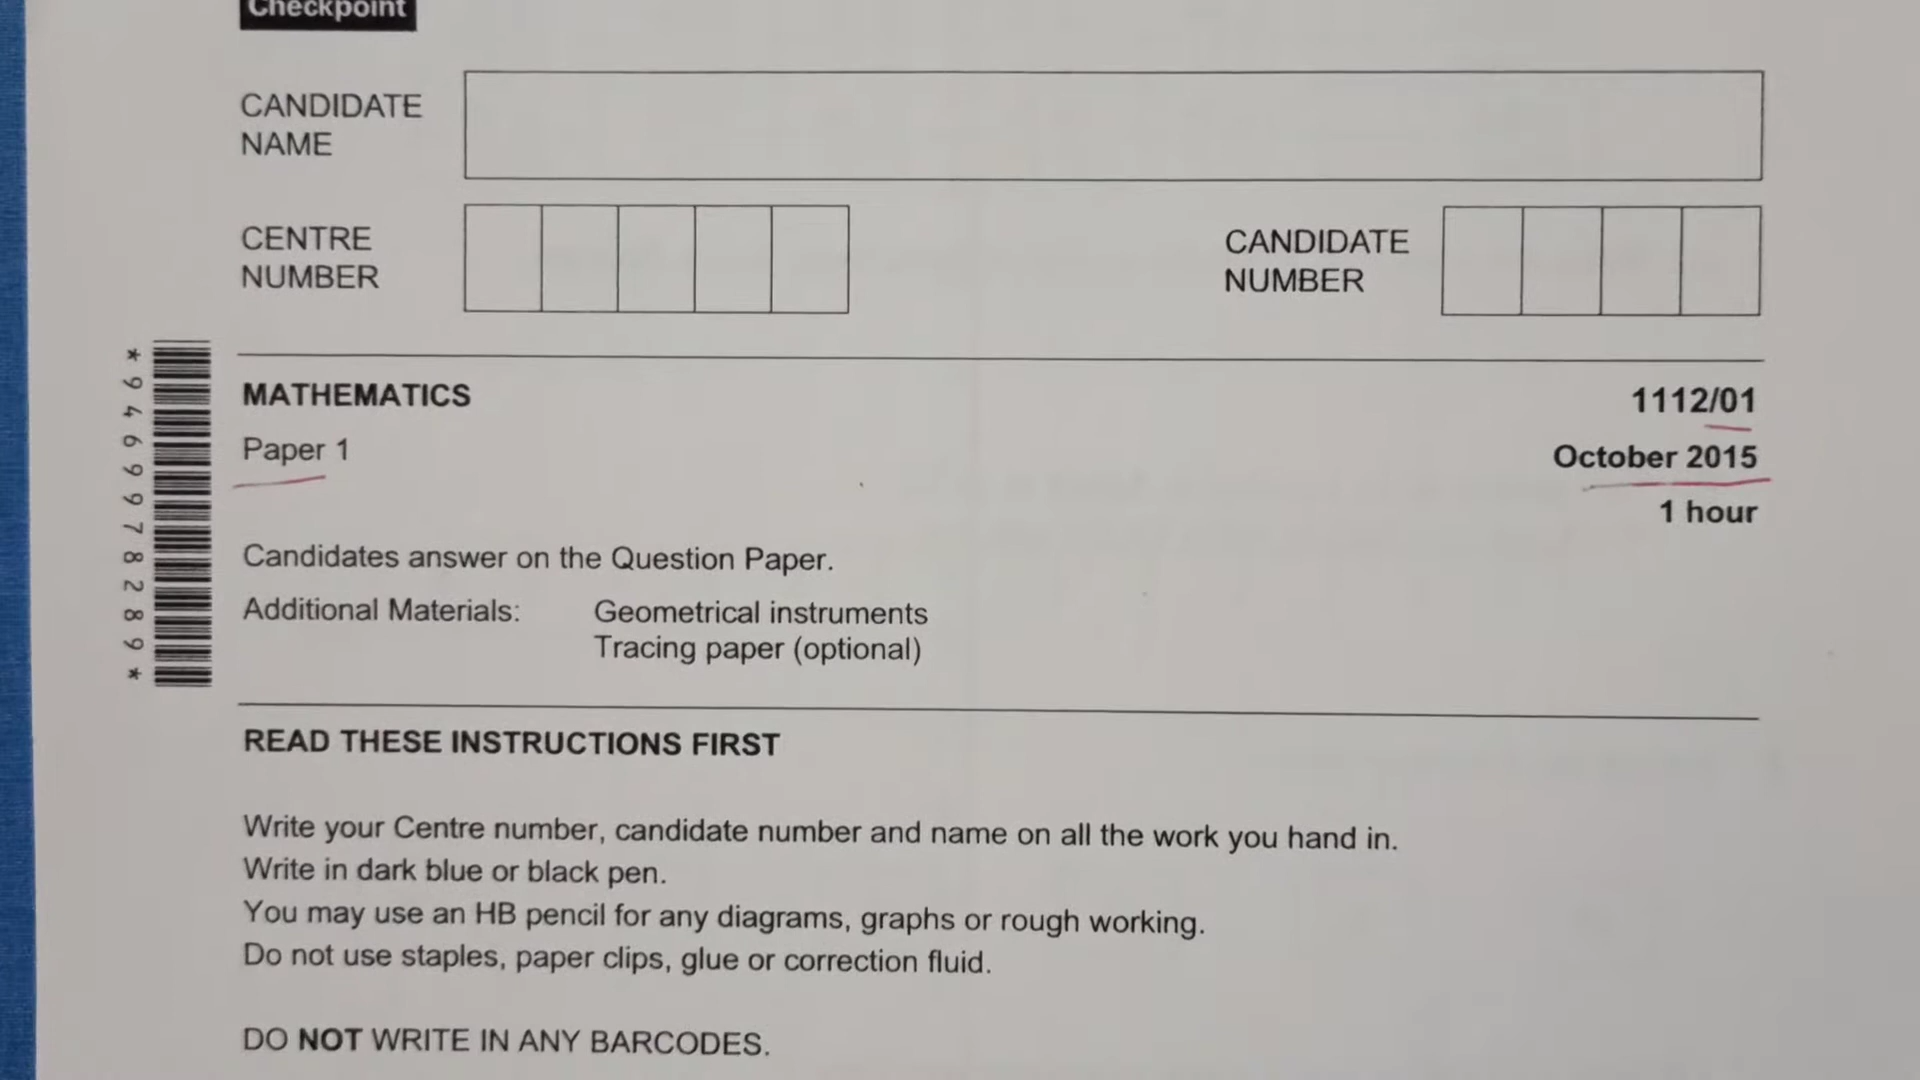 Checkpoint
CANDIDATE
NAME
CENTRE
NUMBER
CANDIDATE
NUMBER
*9469978289*
MATHEMATICS
1112/01
Paper 1
October 2015
1 hour
Candidates answer on the Question Paper.
Additional Materials: Geometrical instruments
Tracing paper (optional)
READ THESE INSTRUCTIONS FIRST
Write your Centre number, candidate number and name on all the work you hand in.
Write in dark blue or black pen.
You may use an HB pencil for any diagrams, graphs or rough working.
Do not use staples, paper clips, glue or correction fluid.
DO NOT WRITE IN ANY BARCODES.